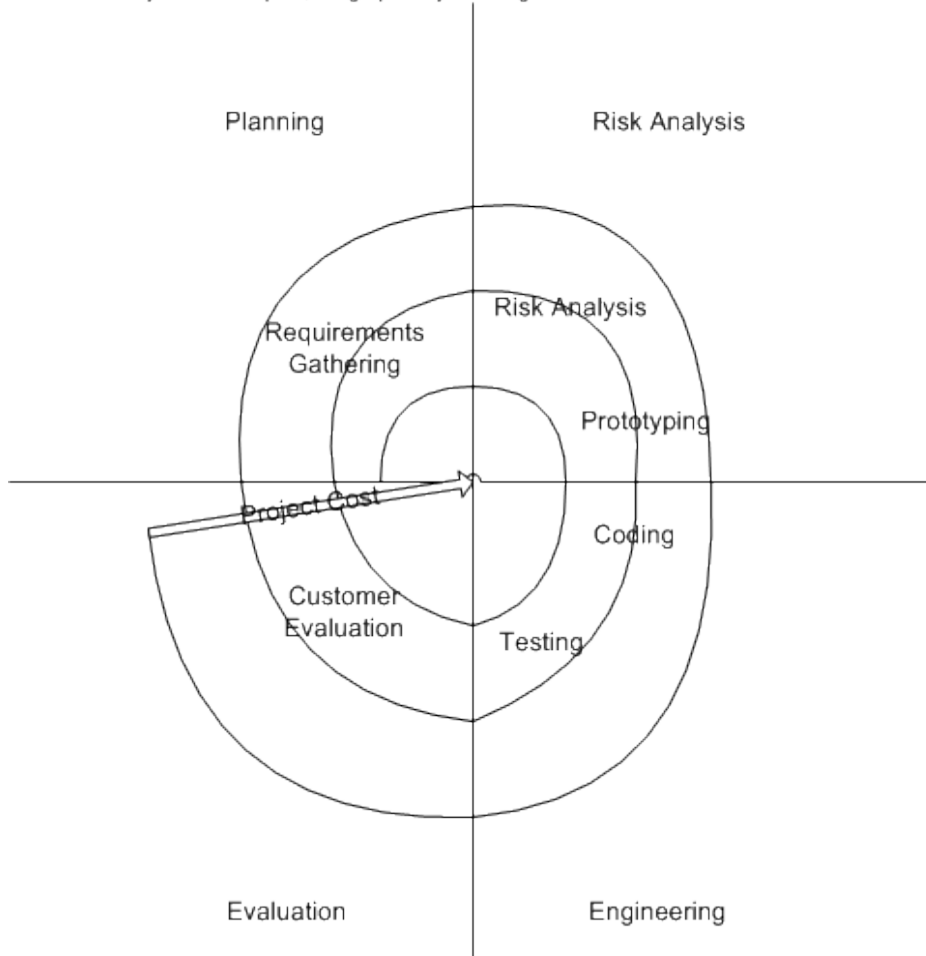 Planning
Risk Analysis
Risk Analysis
Requirements
Gathering
Prototyping
Project Cost
Coding
Customer
Evaluation
Testing
Evaluation
Engineering